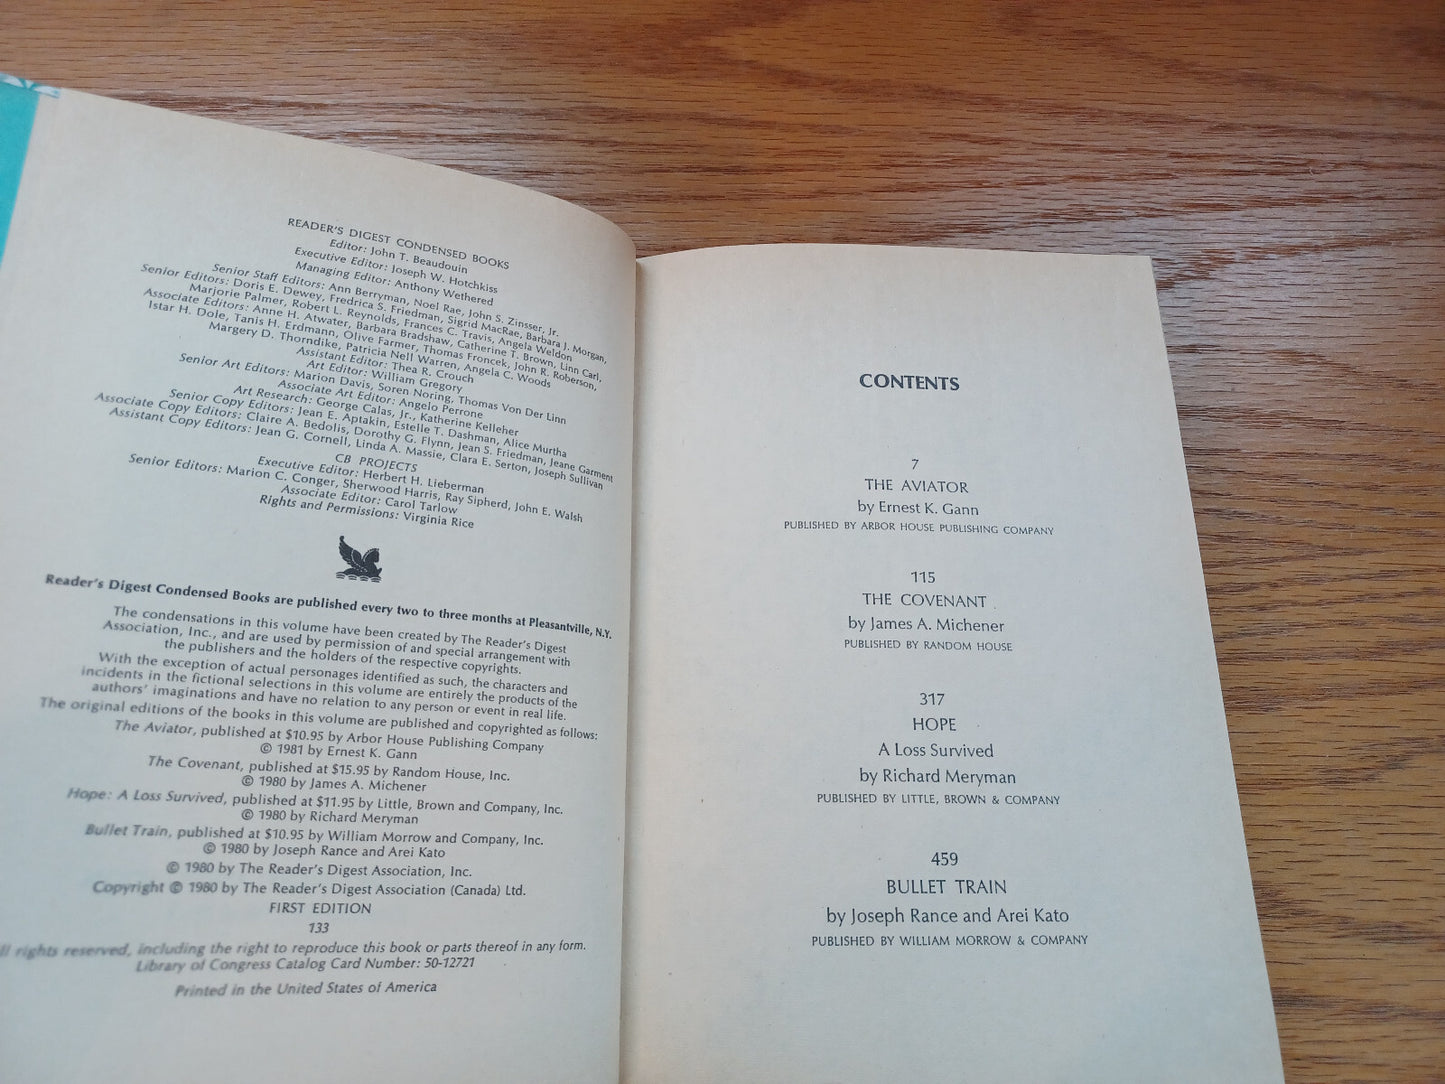 READER'S DIGEST CONDENSED BOOKS
Editor: John T. Beaudouin
Executive Editor: Joseph W. Hotchkiss
Managing Editor: Anthony Wethered
Senior Staff Editors: Ann Berryman, Noel Rae, John S. Zinsser, Jr.
Senior Editors: Doris E. Dewey, Fredrica S. Friedman, Sigrid MacRae, Barbara J. Morgan,
Marjorie Palmer, Robert L. Reynolds, Frances C. Travis, Angela Weldon
Associate Editors: Anne H. Atwater, Barbara Bradshaw, Catherine T. Brown, Linn Carl,
Istar H. Dole, Tanis H. Erdmann, Olive Farmer, Thomas Froncek, John R. Roberson,
Margery D. Thorndike, Patricia Nell Warren, Angela C. Woods
Assistant Editor: Thea R. Crouch
Art Editor: William Gregory
Senior Art Editors: Marion Davis, Soren Noring, Thomas Von Der Linn
Associate Art Editor: Angelo Perrone
Art Research: George Calas, Jr., Katherine Kelleher
Senior Copy Editors: Jean E. Aptakin, Estelle T. Dashman, Alice Murtha
Associate Copy Editors: Claire A. Bedolis, Dorothy G. Flynn, Jean S. Friedman, Jeane Garment
Assistant Copy Editors: Jean G. Cornell, Linda A. Massie, Clara E. Serton, Joseph Sullivan
CB PROJECTS
Executive Editor: Herbert H. Lieberman
Senior Editors: Marion C. Conger, Sherwood Harris, Ray Sipherd, John E. Walsh
Associate Editor: Carol Tarlow
Rights and Permissions: Virginia Rice
Reader's Digest Condensed Books are published every two to three months at Pleasantville, N.Y.
The condensations in this volume have been created by The Reader's Digest
Association, Inc., and are used by permission of and special arrangement with
the publishers and the holders of the respective copyrights.
With the exception of actual personages identified as such, the characters and
incidents in the fictional selections in this volume are entirely the products of the
authors' imaginations and have no relation to any person or event in real life.
The original editions of the books in this volume are published and copyrighted as follows:
The Aviator, published at $10.95 by Arbor House Publishing Company
© 1981 by Ernest K. Gann
The Covenant, published at $15.95 by Random House, Inc.
© 1980 by James A. Michener
Hope: A Loss Survived, published at $11.95 by Little, Brown and Company, Inc.
© 1980 by Richard Meryman
Bullet Train, published at $10.95 by William Morrow and Company, Inc.
© 1980 by Joseph Rance and Arei Kato
© 1980 by The Reader's Digest Association, Inc.
Copyright © 1980 by The Reader's Digest Association (Canada) Ltd.
FIRST EDITION
133
ll rights reserved, including the right to reproduce this book or parts thereof in any form.
Library of Congress Catalog Card Number: 50-12721
Printed in the United States of America
CONTENTS
7
THE AVIATOR
by Ernest K. Gann
PUBLISHED BY ARBOR HOUSE PUBLISHING COMPANY
115
THE COVENANT
by James A. Michener
PUBLISHED BY RANDOM HOUSE
317
HOPE
A Loss Survived
by Richard Meryman
PUBLISHED BY LITTLE, BROWN & COMPANY
459
BULLET TRAIN
by Joseph Rance and Arei Kato
PUBLISHED BY WILLIAM MORROW & COMPANY